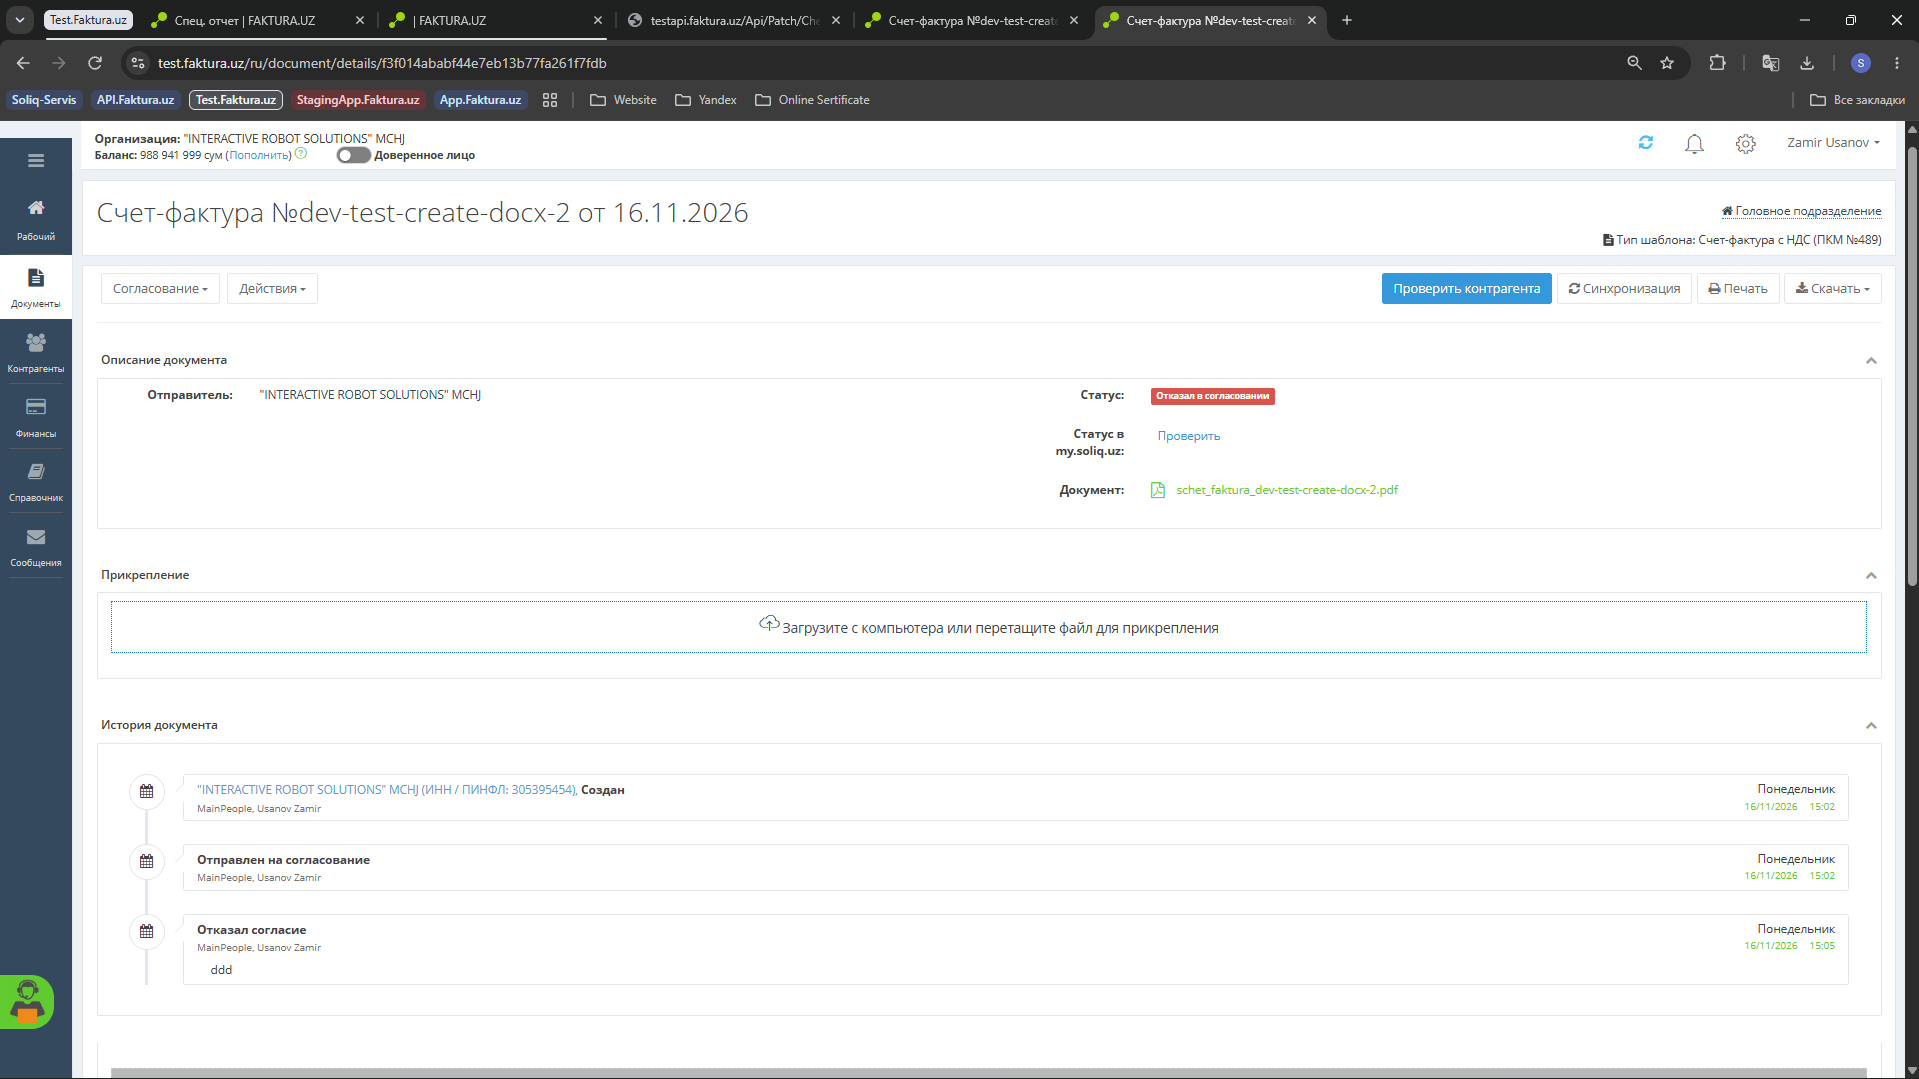 Test.Faktura.uz
Спец. отчет | FAKTURA.UZ
| FAKTURA.UZ
testapi.faktura.uz/Api/Patch/Che
Счет-фактура №dev-test-create
Счет-фактура №dev-test-create
test.faktura.uz/ru/document/details/f3f014ababf44e7eb13b77fa261f7fdb
S
Soliq-Servis
API.Faktura.uz
Test.Faktura.uz
StagingApp.Faktura.uz
App.Faktura.uz
Website
Yandex
Online Sertificate
Все закладки
Организация: "INTERACTIVE ROBOT SOLUTIONS" MCHJ
Баланс: 988 941 999 сум (Пополнить) ?
Доверенное лицо
Zamir Usanov
Рабочий
Документы
Контрагенты
Финансы
Справочник
Сообщения
Счет-фактура №dev-test-create-docx-2 от 16.11.2026
Головное подразделение
Тип шаблона: Счет-фактура с НДС (ПКМ №489)
Согласование
Действия
Проверить контрагента
Синхронизация
Печать
Скачать
Описание документа
Отправитель: "INTERACTIVE ROBOT SOLUTIONS" MCHJ
Статус: Отказал в согласовании
Статус в my.soliq.uz: Проверить
Документ: schet_faktura_dev-test-create-docx-2.pdf
Прикрепление
Загрузите с компьютера или перетащите файл для прикрепления
История документа
"INTERACTIVE ROBOT SOLUTIONS" MCHJ (ИНН / ПИНФЛ: 305395454), Создан
MainPeople, Usanov Zamir
Понедельник
16/11/2026 15:02
Отправлен на согласование
MainPeople, Usanov Zamir
Понедельник
16/11/2026 15:02
Отказал согласие
MainPeople, Usanov Zamir
ddd
Понедельник
16/11/2026 15:05